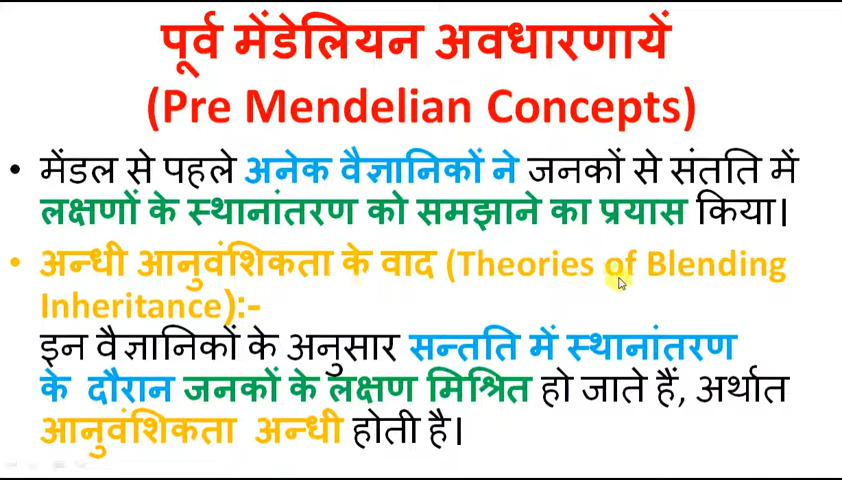 पूर्व मेंडेलियन अवधारणायें
(Pre Mendelian Concepts)
• मेंडल से पहले अनेक वैज्ञानिकों ने जनकों से संतति में
लक्षणों के स्थानांतरण को समझाने का प्रयास किया।
• अन्धी आनुवंशिकता के वाद (Theories of Blending
Inheritance):-
इन वैज्ञानिकों के अनुसार सन्तति में स्थानांतरण
के दौरान जनकों के लक्षण मिश्रित हो जाते हैं, अर्थात
आनुवंशिकता अन्धी होती है।